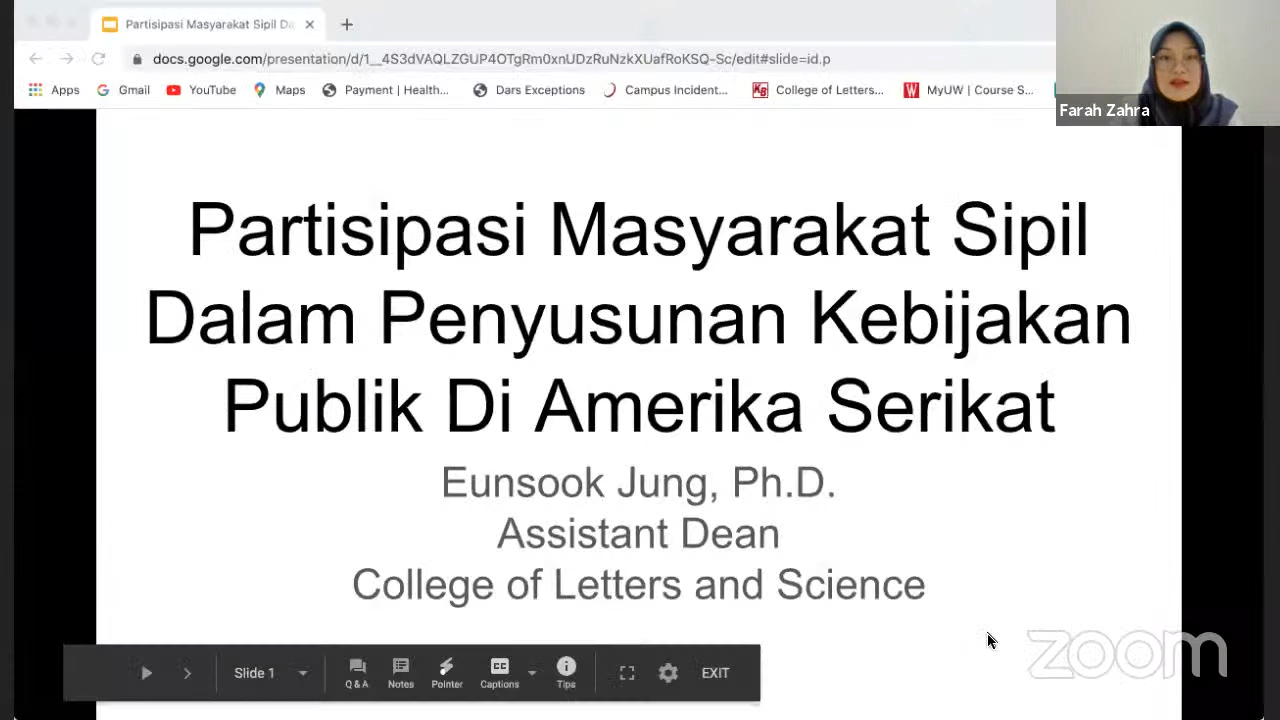 Partisipasi Masyarakat Sipil Da
docs.google.com/presentation/d/1__4S3dVAQLZGUP4OTgRm0xnUDzRuNzkXUafRoKSQ-Sc/edit#slide=id.p
Apps Gmail YouTube Maps Payment | Health... Dars Exceptions Campus Incident... College of Letters... MyUW | Course S...
Farah Zahra
Partisipasi Masyarakat Sipil
Dalam Penyusunan Kebijakan
Publik Di Amerika Serikat
Eunsook Jung, Ph.D.
Assistant Dean
College of Letters and Science
Slide 1 Q & A Notes Pointer CC Captions Tips EXIT
zoom